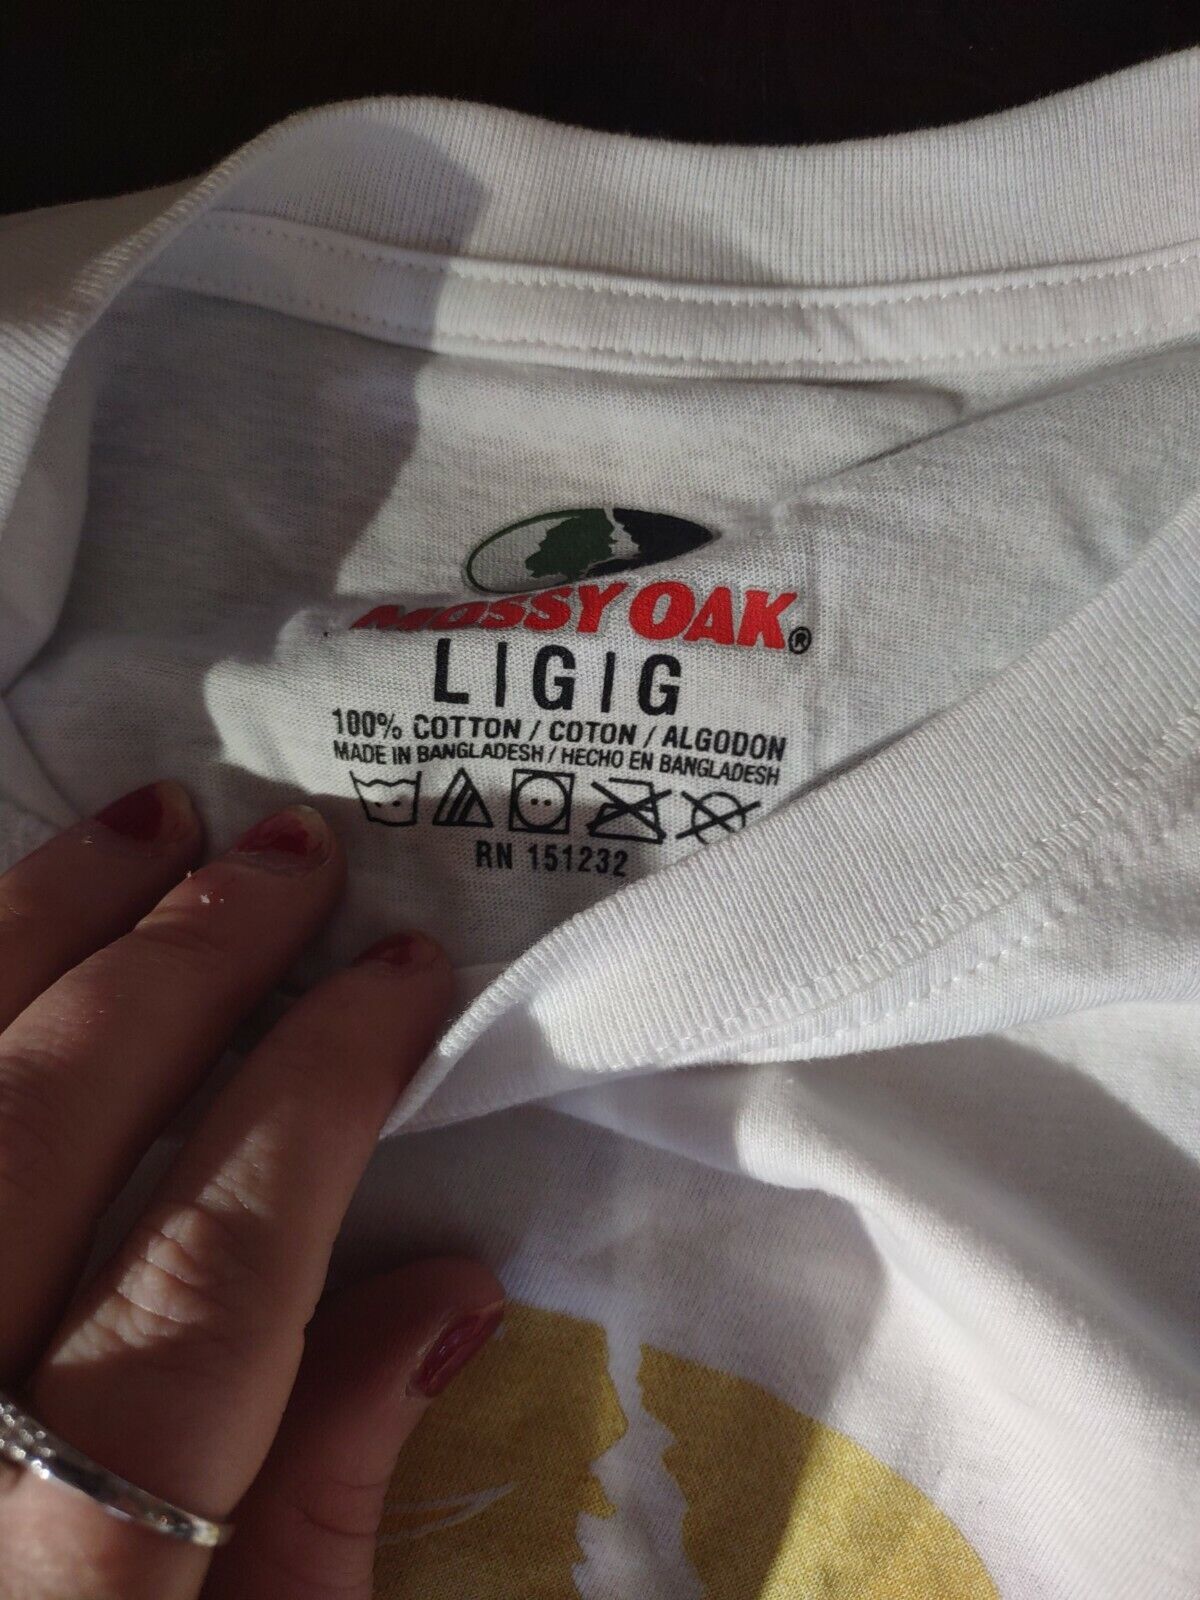 MOSSY OAK®
L | G | G
100% COTTON / COTON / ALGODON
MADE IN BANGLADESH / HECHO EN BANGLADESH
RN 151232